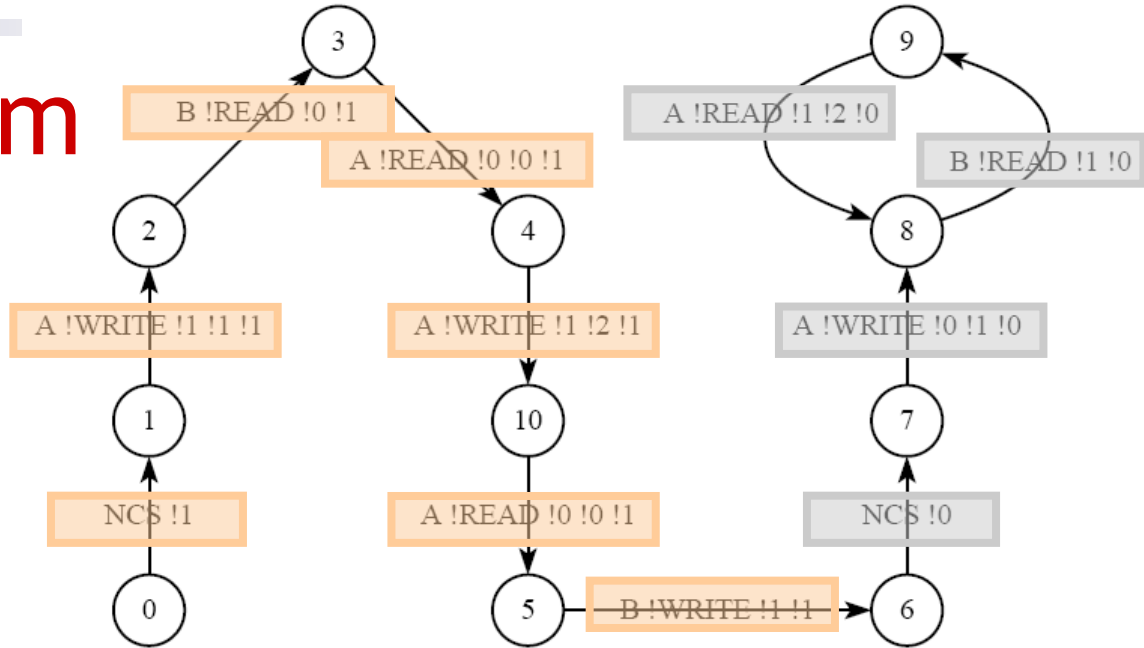 m
3
9
B !READ !0 !1
A !READ !0 !0 !1
A !READ !1 !2 !0
B !READ !1 !0
2
4
8
A !WRITE !1 !1 !1
A !WRITE !1 !2 !1
A !WRITE !0 !1 !0
1
10
7
NCS !1
A !READ !0 !0 !1
NCS !0
0
5
B !WRITE !1 !1
6